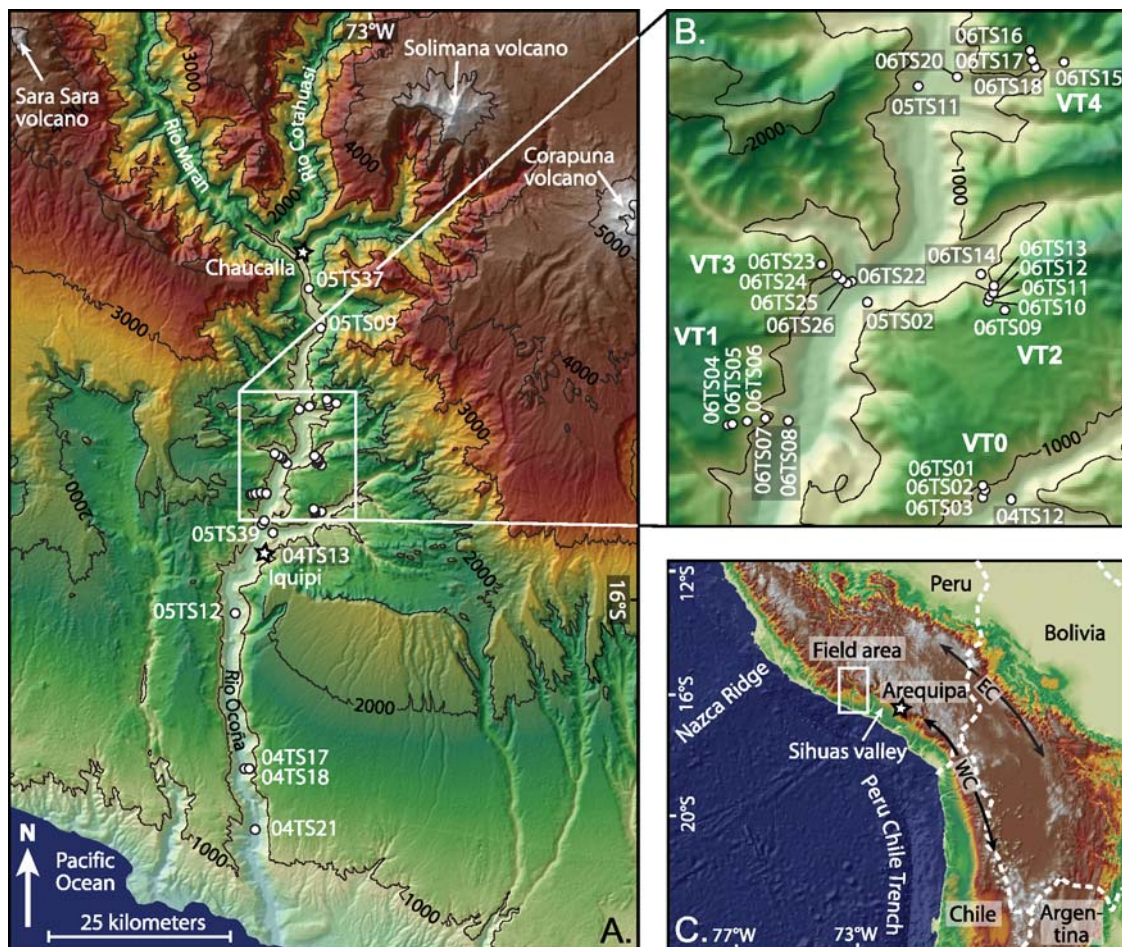 73°W
3000
Solimana volcano
Sara Sara
volcano
Rio Maran
Rio Cotahuasi
4000
Corapuna
volcano
2000
5000
Chaucalla
05TS37
3000
05TS09
4000
3000
2000
05TS39
04TS13
Iquipi
2000
16°S
05TS12
Rio Ocoña
2000
04TS17
04TS18
04TS21
N
1000
Pacific
Ocean
1000
25 kilometers
A.
B.
06TS16
06TS20
06TS17
06TS15
06TS18
05TS11
VT4
2000
1000
06TS23
06TS14
06TS13
VT3
06TS24
06TS22
06TS12
06TS11
06TS25
06TS10
06TS26
05TS02
06TS09
VT1
VT2
06TS04
06TS05
06TS06
06TS07
06TS08
VT0
1000
06TS01
06TS02
06TS03
04TS12
12°S
Peru
Bolivia
Field area
EC
16°S
Arequipa
Nazca Ridge
Sihuas valley
WC
Peru Chile Trench
20°S
C.
77°W
73°W
Chile
Argen-
tina